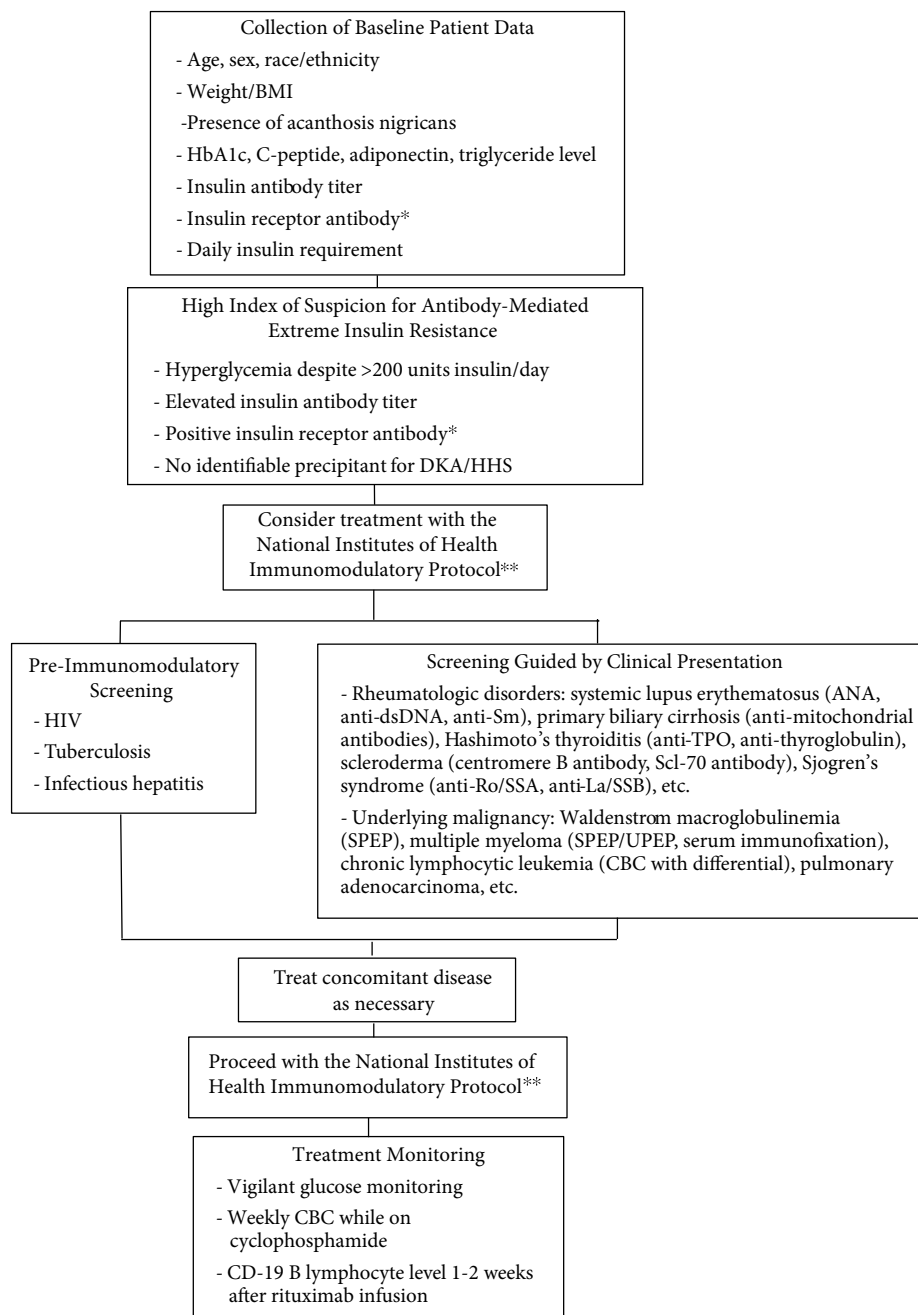 Collection of Baseline Patient Data
- Age, sex, race/ethnicity
- Weight/BMI
-Presence of acanthosis nigricans
- HbA1c, C-peptide, adiponectin, triglyceride level
- Insulin antibody titer
- Insulin receptor antibody*
- Daily insulin requirement
High Index of Suspicion for Antibody-Mediated
Extreme Insulin Resistance
- Hyperglycemia despite >200 units insulin/day
- Elevated insulin antibody titer
- Positive insulin receptor antibody*
- No identifiable precipitant for DKA/HHS
Consider treatment with the
National Institutes of Health
Immunomodulatory Protocol**
Pre-Immunomodulatory
Screening
- HIV
- Tuberculosis
- Infectious hepatitis
Screening Guided by Clinical Presentation
- Rheumatologic disorders: systemic lupus erythematosus (ANA,
anti-dsDNA, anti-Sm), primary biliary cirrhosis (anti-mitochondrial
antibodies), Hashimoto's thyroiditis (anti-TPO, anti-thyroglobulin),
scleroderma (centromere B antibody, Scl-70 antibody), Sjogren's
syndrome (anti-Ro/SSA, anti-La/SSB), etc.
- Underlying malignancy: Waldenstrom macroglobulinemia
(SPEP), multiple myeloma (SPEP/UPEP, serum immunofixation),
chronic lymphocytic leukemia (CBC with differential), pulmonary
adenocarcinoma, etc.
Treat concomitant disease
as necessary
Proceed with the National Institutes of
Health Immunomodulatory Protocol**
Treatment Monitoring
- Vigilant glucose monitoring
- Weekly CBC while on
cyclophosphamide
- CD-19 B lymphocyte level 1-2 weeks
after rituximab infusion